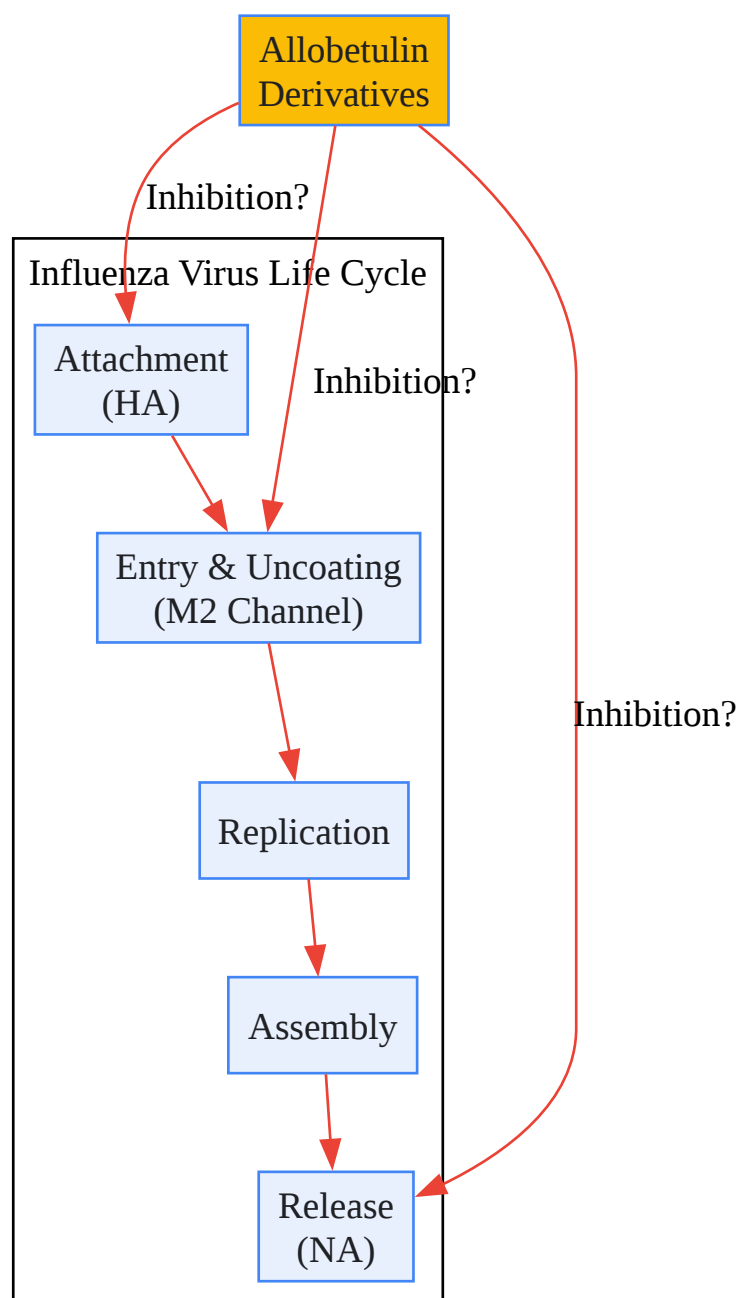 Allobetulin
Derivatives
Inhibition?
Influenza Virus Life Cycle
Attachment
(HA)
Inhibition?
Entry & Uncoating
(M2 Channel)
Inhibition?
Replication
Assembly
Release
(NA)